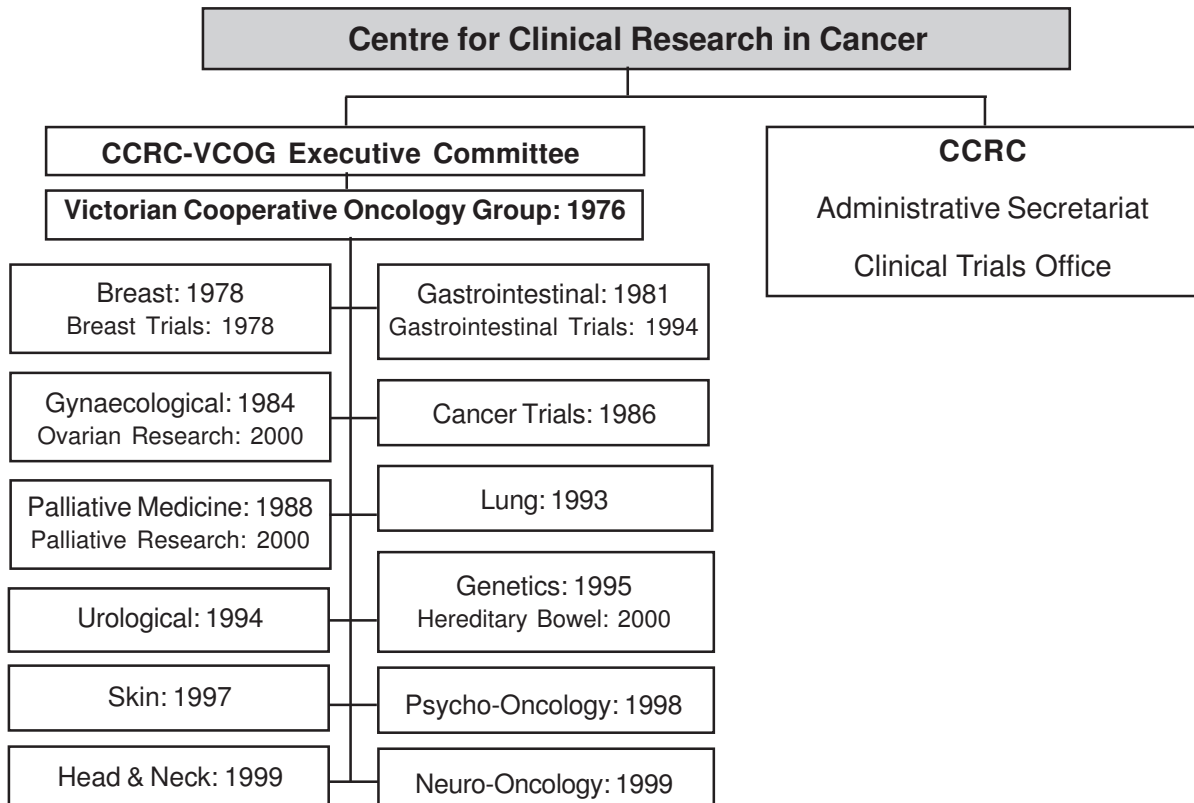 Centre for Clinical Research in Cancer
CCRC-VCOG Executive Committee
Victorian Cooperative Oncology Group: 1976
CCRC
Administrative Secretariat
Clinical Trials Office
Breast: 1978
Breast Trials: 1978
Gastrointestinal: 1981
Gastrointestinal Trials: 1994
Gynaecological: 1984
Ovarian Research: 2000
Cancer Trials: 1986
Palliative Medicine: 1988
Palliative Research: 2000
Lung: 1993
Urological: 1994
Genetics: 1995
Hereditary Bowel: 2000
Skin: 1997
Psycho-Oncology: 1998
Head & Neck: 1999
Neuro-Oncology: 1999